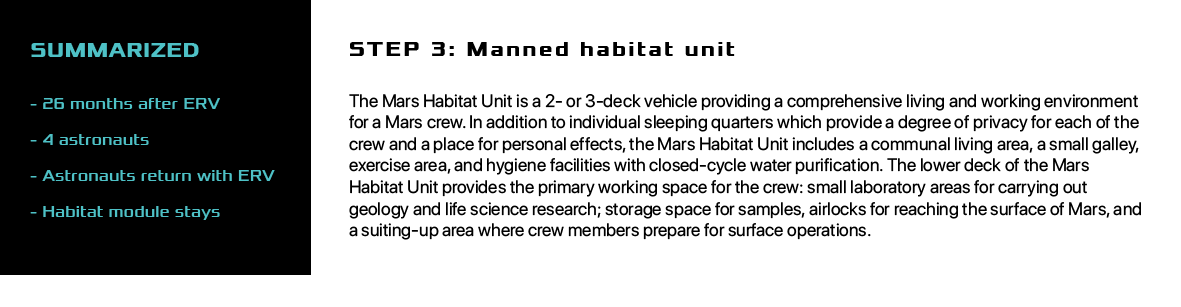 SUMMARIZED
- 26 months after ERV
- 4 astronauts
- Astronauts return with ERV
- Habitat module stays
STEP 3: Manned habitat unit
The Mars Habitat Unit is a 2- or 3-deck vehicle providing a comprehensive living and working environment
for a Mars crew. In addition to individual sleeping quarters which provide a degree of privacy for each of the
crew and a place for personal effects, the Mars Habitat Unit includes a communal living area, a small galley,
exercise area, and hygiene facilities with closed-cycle water purification. The lower deck of the Mars
Habitat Unit provides the primary working space for the crew: small laboratory areas for carrying out
geology and life science research; storage space for samples, airlocks for reaching the surface of Mars, and
a suiting-up area where crew members prepare for surface operations.